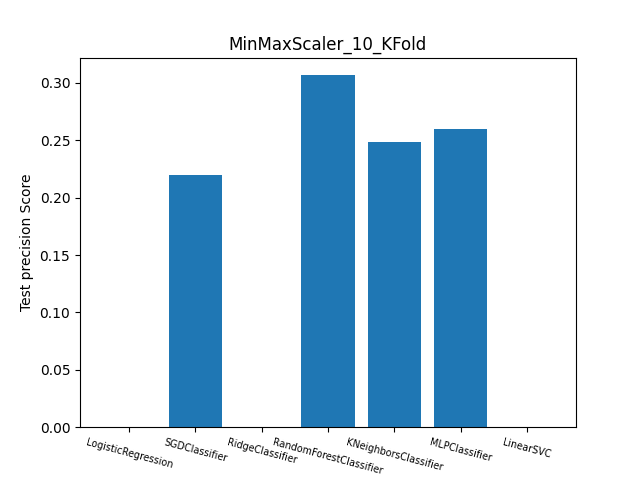 MinMaxScaler_10_KFold
Test precision Score
0.30
0.25
0.20
0.15
0.10
0.05
0.00
LogisticRegression
SGDClassifier
RidgeClassifier
RandomForestClassifier
KNeighborsClassifier
MLPClassifier
LinearSVC